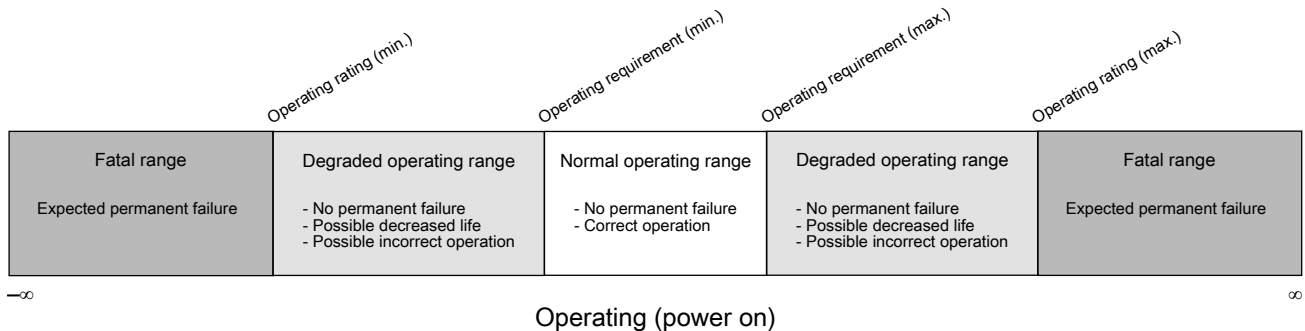 Operating rating (min.)
Operating requirement (min.)
Operating requirement (max.)
Operating rating (max.)
Fatal range
Expected permanent failure
Degraded operating range
- No permanent failure
- Possible decreased life
- Possible incorrect operation
Normal operating range
- No permanent failure
- Correct operation
Degraded operating range
- No permanent failure
- Possible decreased life
- Possible incorrect operation
Fatal range
Expected permanent failure
–∞
∞
Operating (power on)